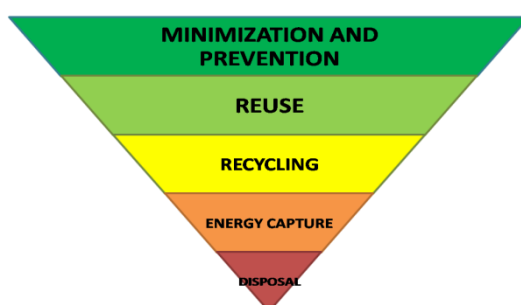 MINIMIZATION AND
PREVENTION
REUSE
RECYCLING
ENERGY CAPTURE
DISPOSAL